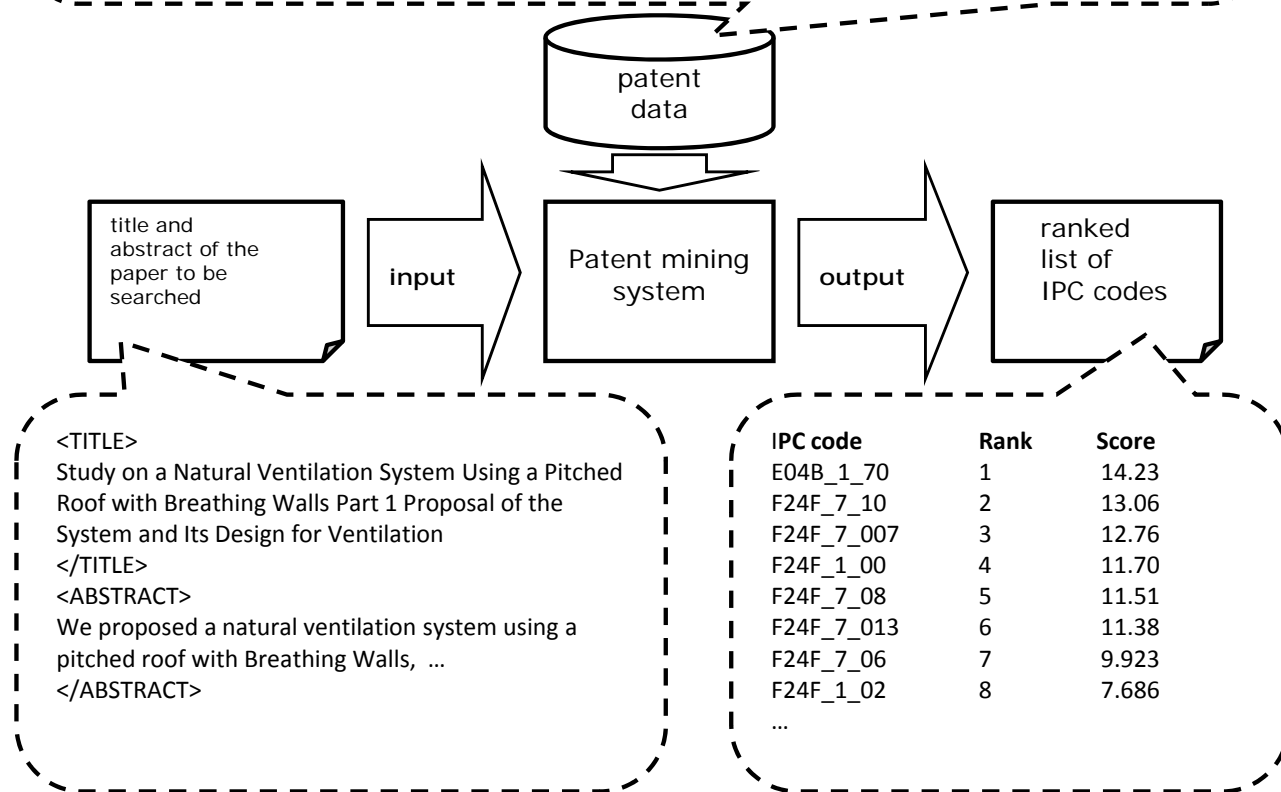 patent
data
title and
abstract of the
paper to be
searched
input
Patent mining
system
output
ranked
list of
IPC codes
<TITLE>
Study on a Natural Ventilation System Using a Pitched
Roof with Breathing Walls Part 1 Proposal of the
System and Its Design for Ventilation
</TITLE>
<ABSTRACT>
We proposed a natural ventilation system using a
pitched roof with Breathing Walls, …
</ABSTRACT>
IPC code Rank Score
E04B_1_70 1 14.23
F24F_7_10 2 13.06
F24F_7_007 3 12.76
F24F_1_00 4 11.70
F24F_7_08 5 11.51
F24F_7_013 6 11.38
F24F_7_06 7 9.923
F24F_1_02 8 7.686
…